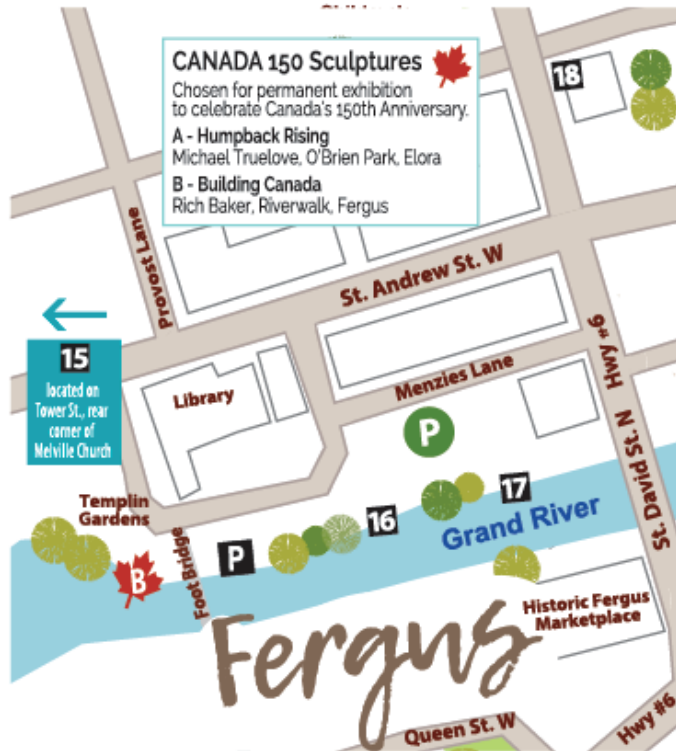 CANADA 150 Sculptures
Chosen for permanent exhibition
to celebrate Canada's 150th Anniversary.
A - Humpback Rising
Michael Truelove, O'Brien Park, Elora
B - Building Canada
Rich Baker, Riverwalk, Fergus
18
Provost Lane
St. Andrew St. W
Hwy #6
15
located on
Tower St., rear
corner of
Melville Church
Library
Menzies Lane
P
St. David St. N
Templin
Gardens
B
Foot Bridge
P
16
17
Grand River
Fergus
Historic Fergus
Marketplace
Queen St. W
Hwy #6